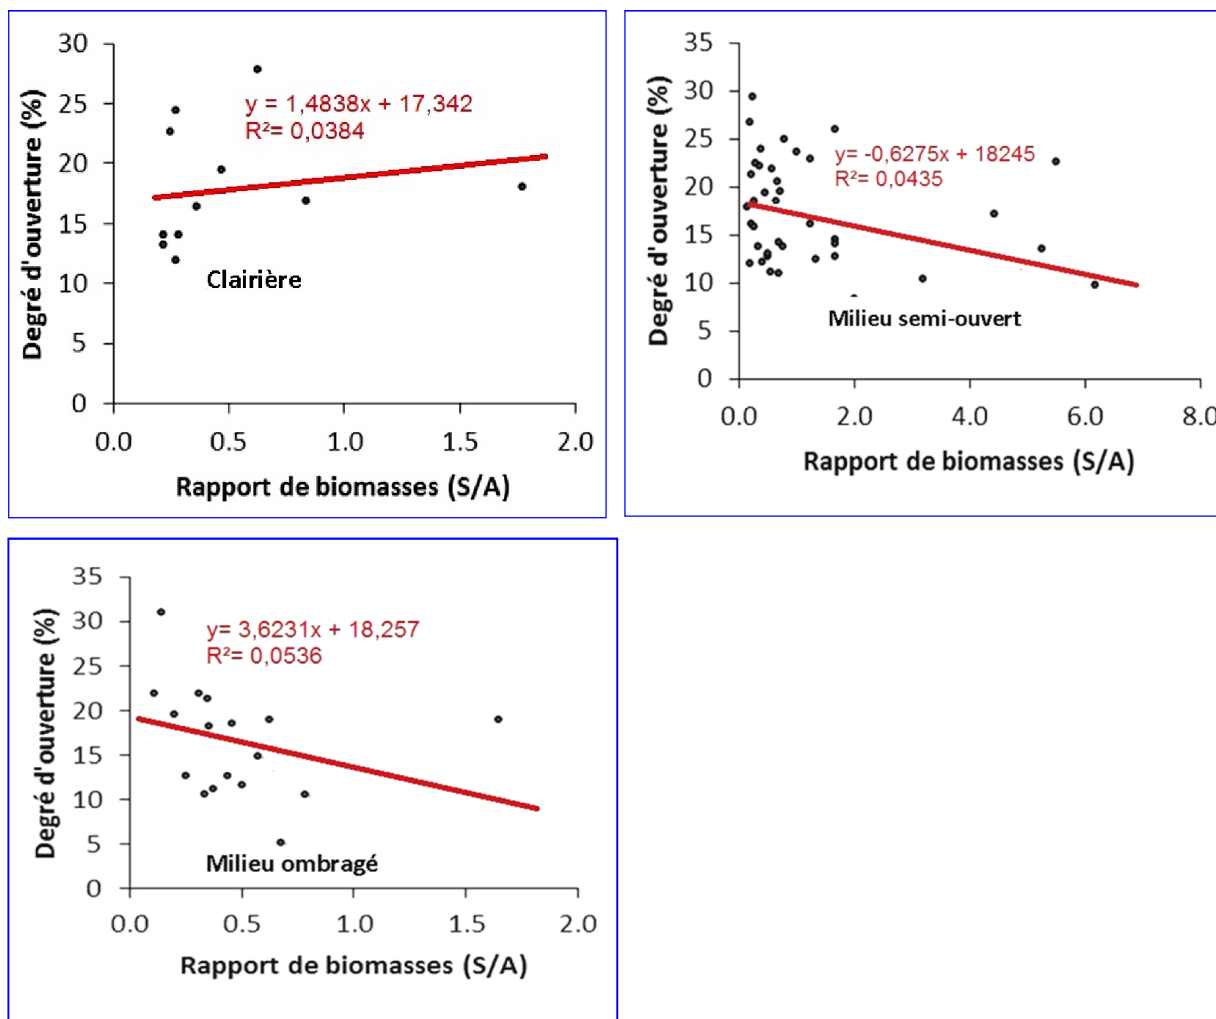 Degré d'ouverture (%)
30
25
20
15
10
5
0
y = 1,4838x + 17,342
R²= 0,0384
Clairière
0.0 0.5 1.0 1.5 2.0
Rapport de biomasses (S/A)
Degré d'ouverture (%)
35
30
25
20
15
10
5
0
y= -0,6275x + 18245
R²= 0,0435
Milieu semi-ouvert
0.0 2.0 4.0 6.0 8.0
Rapport de biomasses (S/A)
Degré d'ouverture (%)
35
30
25
20
15
10
5
0
y= 3,6231x + 18,257
R²= 0,0536
Milieu ombragé
0.0 0.5 1.0 1.5 2.0
Rapport de biomasses (S/A)